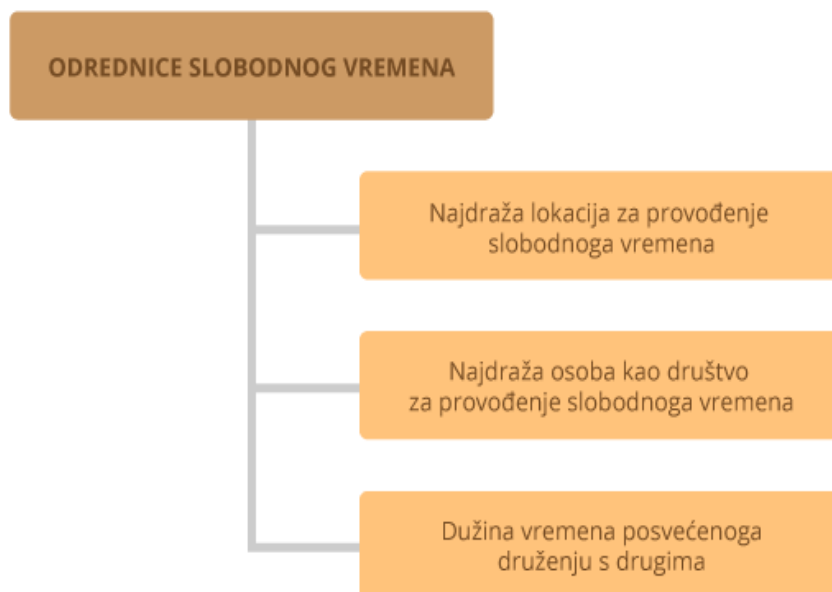 ODREDNICE SLOBODNOG VREMENA
Najdraža lokacija za provođenje
slobodnoga vremena
Najdraža osoba kao društvo
za provođenje slobodnoga vremena
Dužina vremena posvećenoga
druženju s drugima